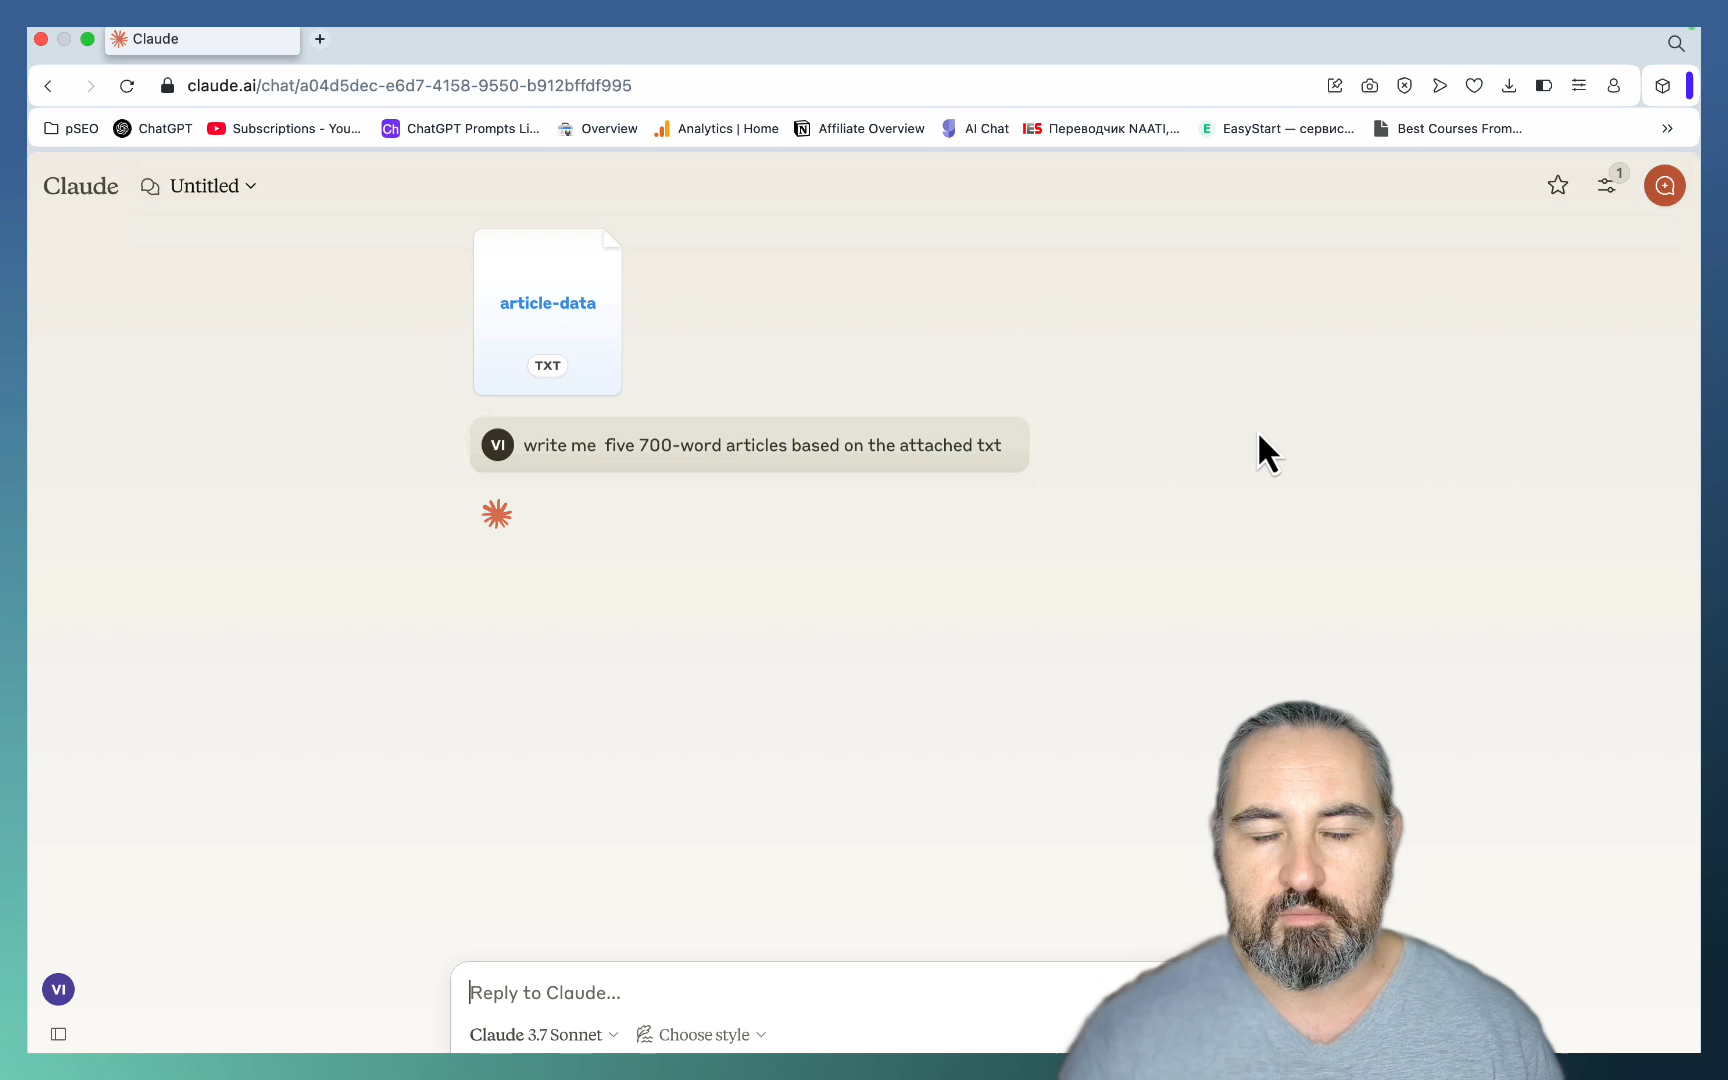 Claude
claude.ai/chat/a04d5dec-e6d7-4158-9550-b912bffdf995
pSEO ChatGPT Subscriptions - You... Ch ChatGPT Prompts Li... Overview Analytics | Home Affiliate Overview AI Chat IES Переводчик NAATI,... E EasyStart — сервис... Best Courses From...
Claude Untitled 1
article-data
TXT
VI write me five 700-word articles based on the attached txt
VI
Reply to Claude...
Claude 3.7 Sonnet Choose style